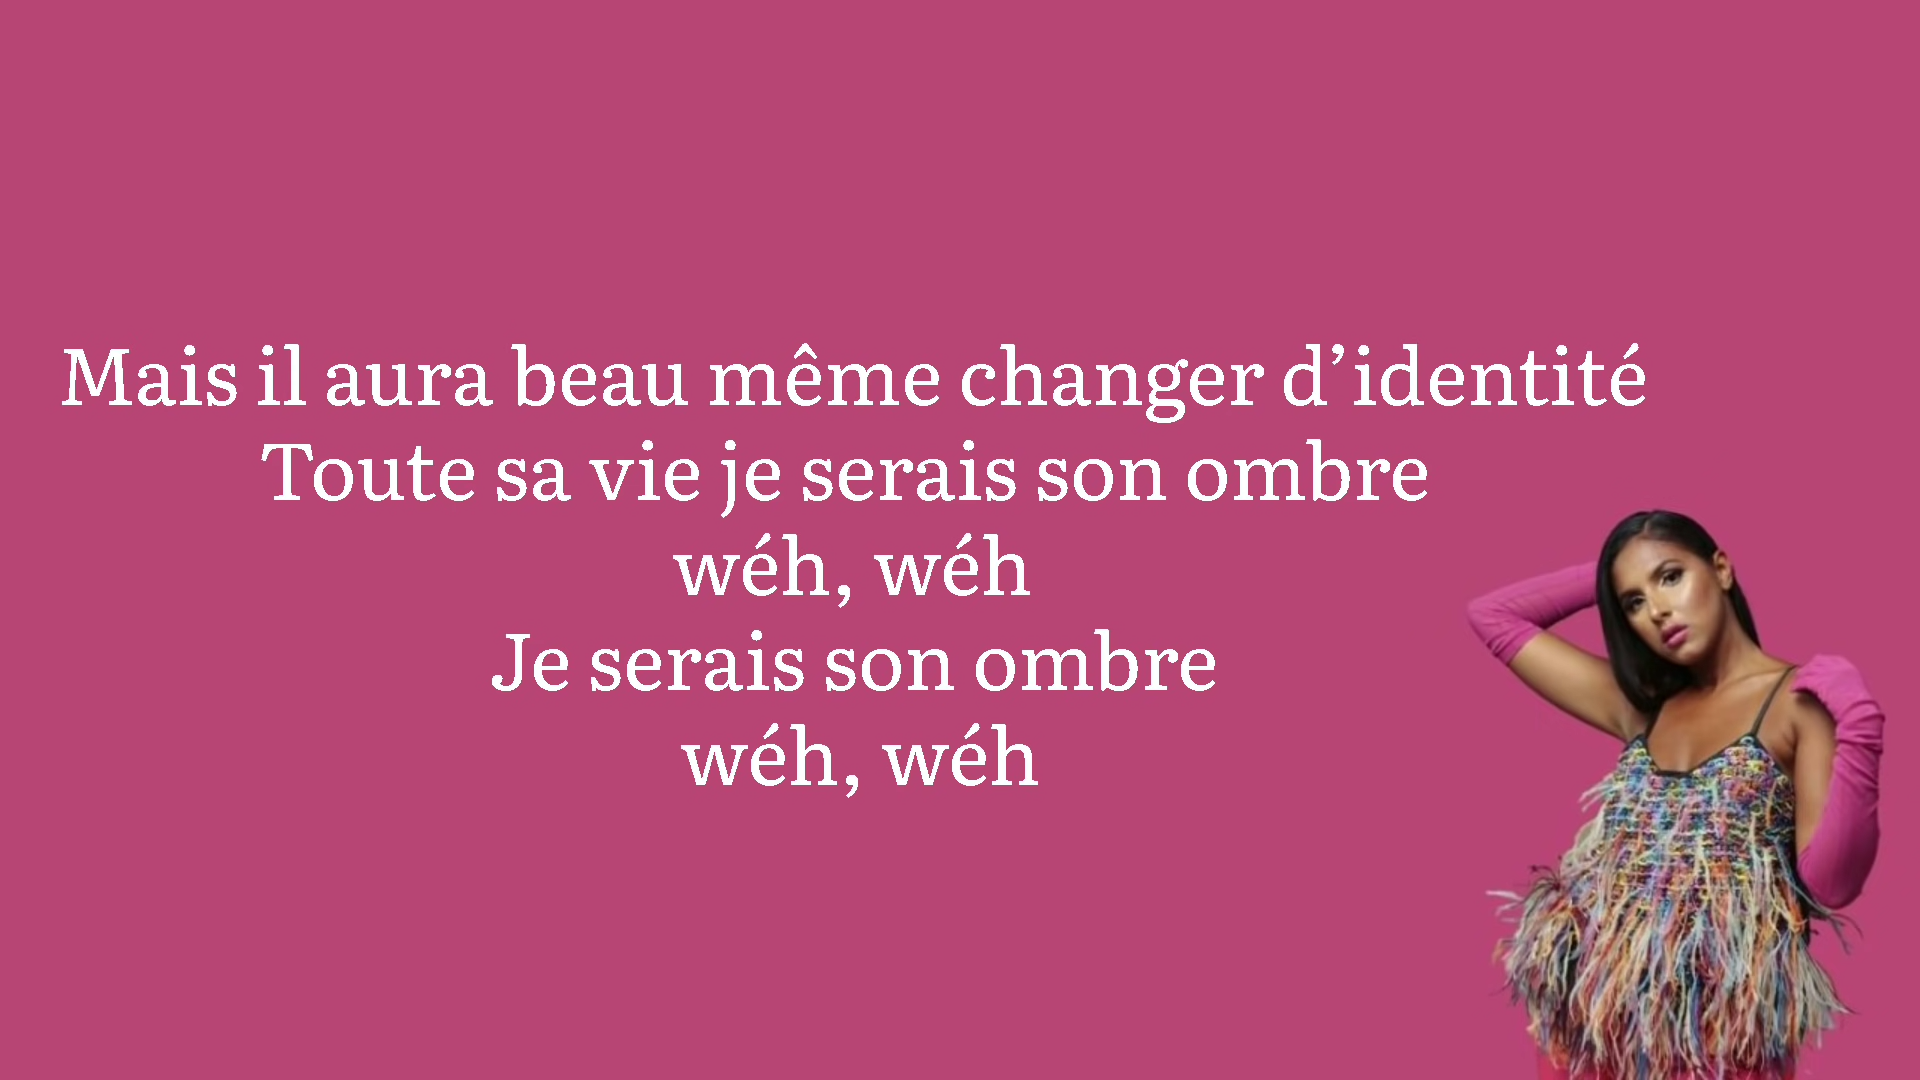 Mais il aura beau même changer d’identité
Toute sa vie je serais son ombre
wéh, wéh
Je serais son ombre
wéh, wéh